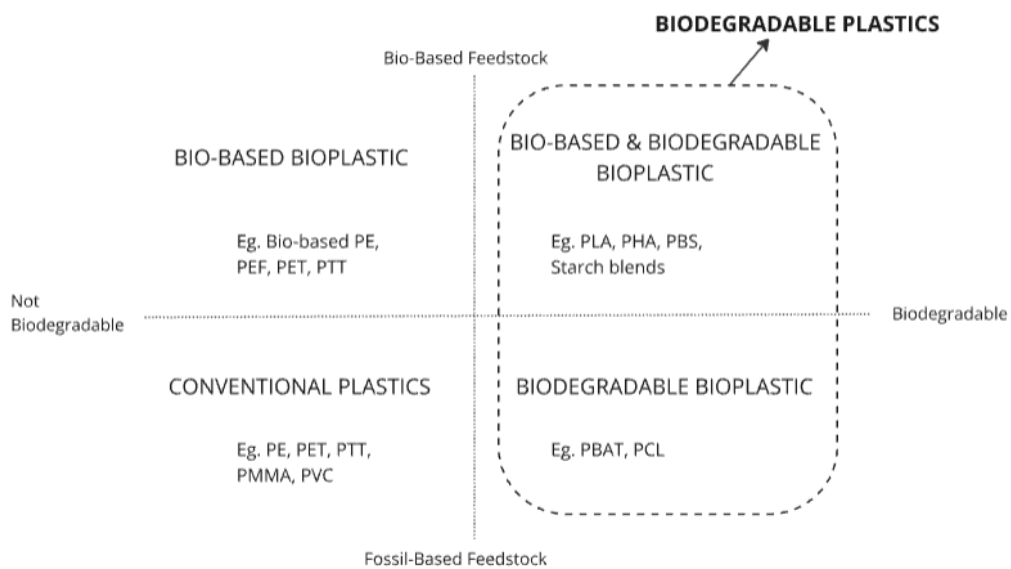 BIODEGRADABLE PLASTICS
Bio-Based Feedstock
BIO-BASED BIOPLASTIC
Eg. Bio-based PE,
PEF, PET, PTT
BIO-BASED & BIODEGRADABLE
BIOPLASTIC
Eg. PLA, PHA, PBS,
Starch blends
Not
Biodegradable
Biodegradable
CONVENTIONAL PLASTICS
Eg. PE, PET, PTT,
PMMA, PVC
BIODEGRADABLE BIOPLASTIC
Eg. PBAT, PCL
Fossil-Based Feedstock